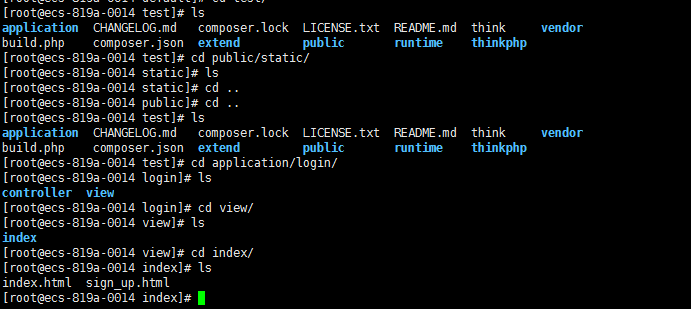 [root@ecs-819a-0014 test]# ls
application  CHANGELOG.md   composer.lock  LICENSE.txt  README.md  think     vendor
build.php    composer.json  extend         public       runtime    thinkphp
[root@ecs-819a-0014 test]# cd public/static/
[root@ecs-819a-0014 static]# ls
[root@ecs-819a-0014 static]# cd ..
[root@ecs-819a-0014 public]# cd ..
[root@ecs-819a-0014 test]# ls
application  CHANGELOG.md   composer.lock  LICENSE.txt  README.md  think     vendor
build.php    composer.json  extend         public       runtime    thinkphp
[root@ecs-819a-0014 test]# cd application/login/
[root@ecs-819a-0014 login]# ls
controller  view
[root@ecs-819a-0014 login]# cd view/
[root@ecs-819a-0014 view]# ls
index
[root@ecs-819a-0014 view]# cd index/
[root@ecs-819a-0014 index]# ls
index.html  sign_up.html
[root@ecs-819a-0014 index]#